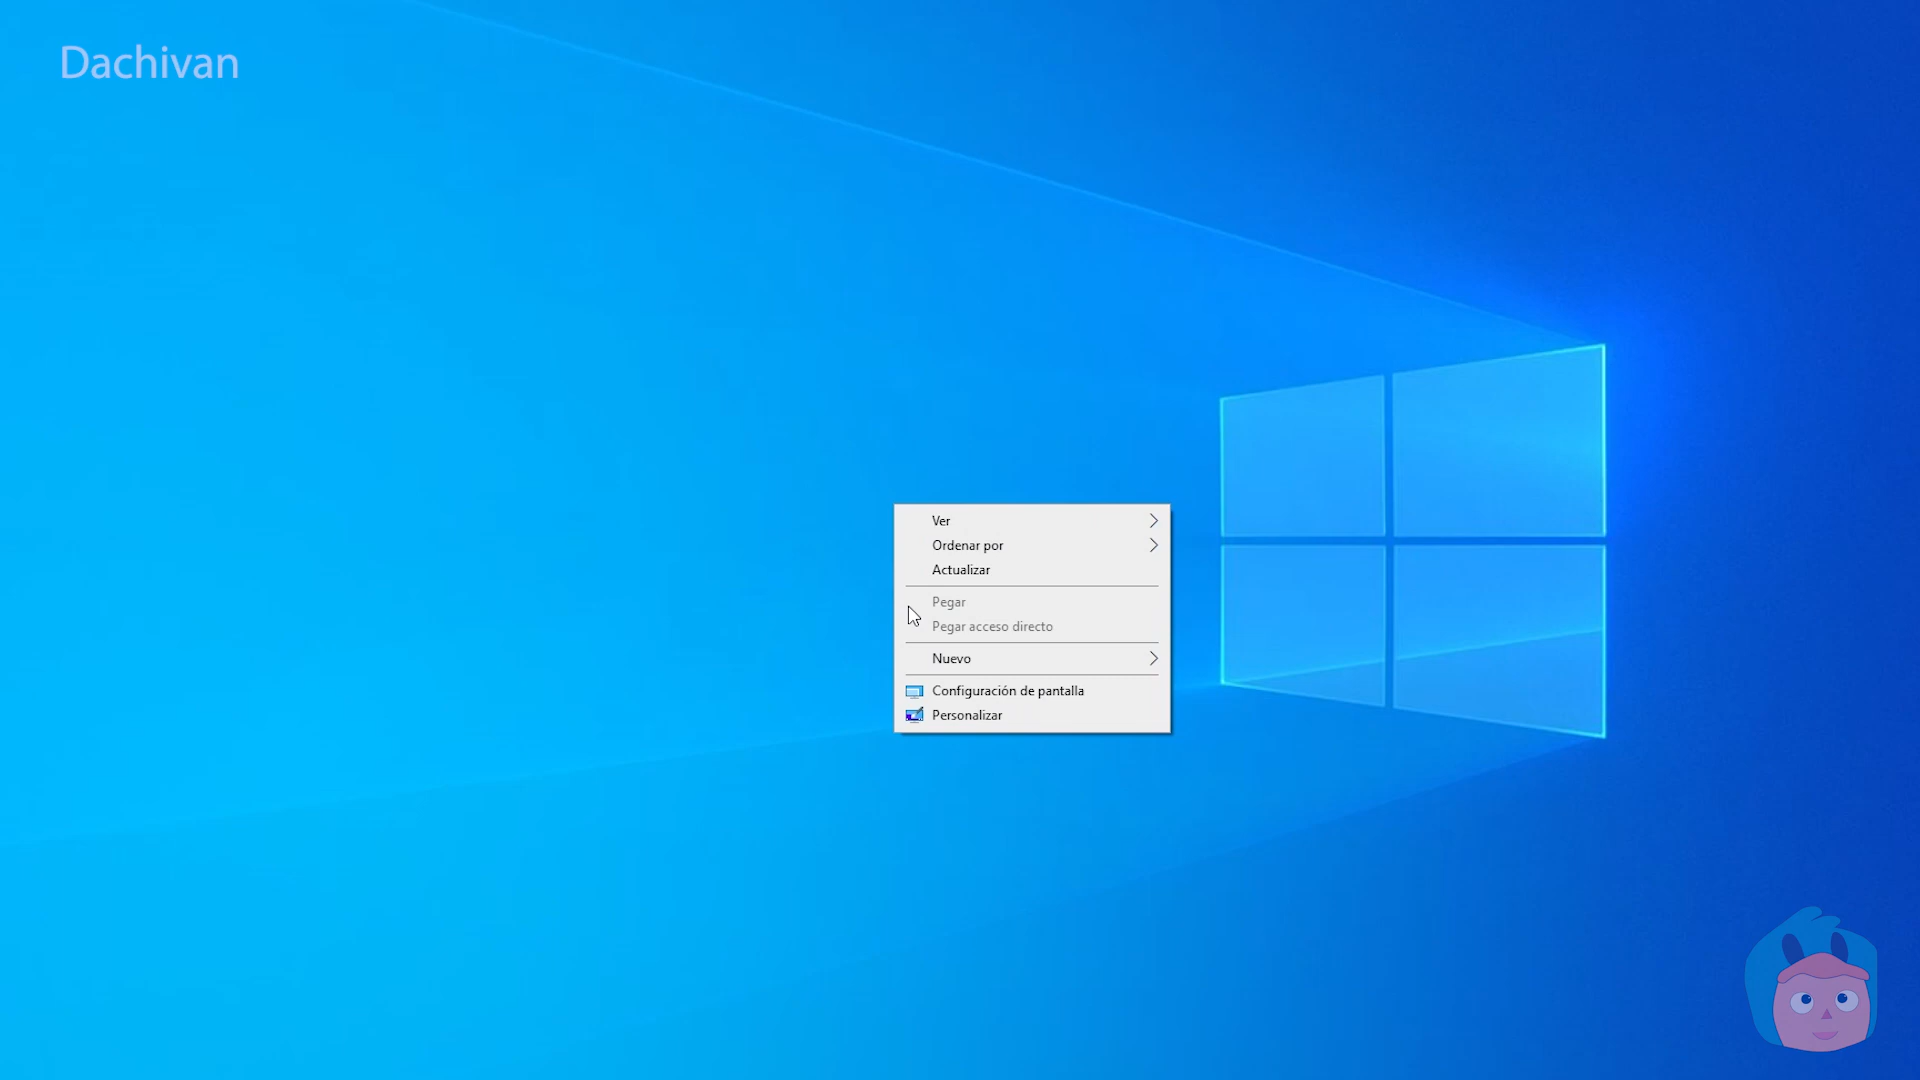 Dachivan
Ver
Ordenar por
Actualizar
Pegar
Pegar acceso directo
Nuevo
Configuración de pantalla
Personalizar